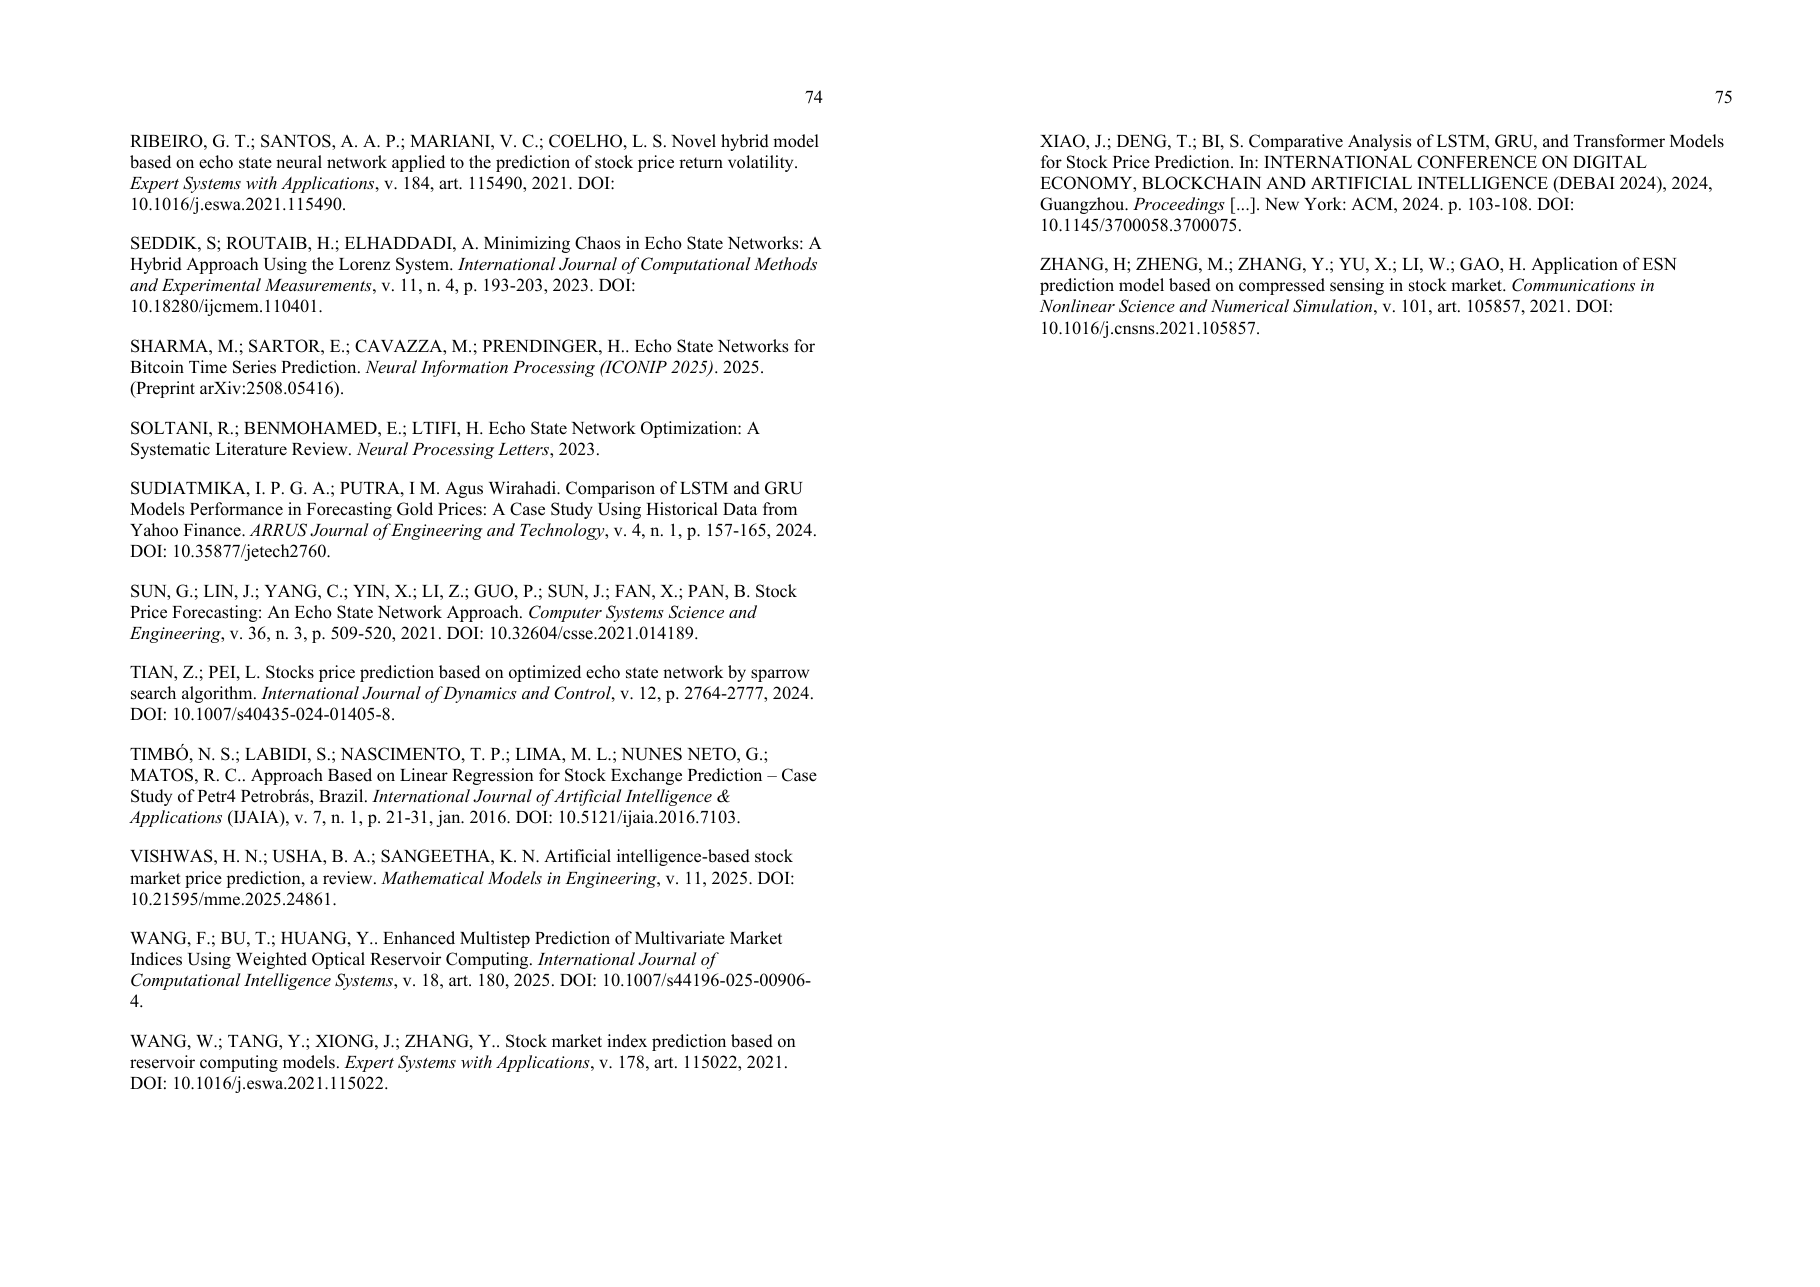 74
RIBEIRO, G. T.; SANTOS, A. A. P.; MARIANI, V. C.; COELHO, L. S. Novel hybrid model
based on echo state neural network applied to the prediction of stock price return volatility.
Expert Systems with Applications, v. 184, art. 115490, 2021. DOI:
10.1016/j.eswa.2021.115490.
SEDDIK, S; ROUTAIB, H.; ELHADDADI, A. Minimizing Chaos in Echo State Networks: A
Hybrid Approach Using the Lorenz System. International Journal of Computational Methods
and Experimental Measurements, v. 11, n. 4, p. 193-203, 2023. DOI:
10.18280/ijcmem.110401.
SHARMA, M.; SARTOR, E.; CAVAZZA, M.; PRENDINGER, H.. Echo State Networks for
Bitcoin Time Series Prediction. Neural Information Processing (ICONIP 2025). 2025.
(Preprint arXiv:2508.05416).
SOLTANI, R.; BENMOHAMED, E.; LTIFI, H. Echo State Network Optimization: A
Systematic Literature Review. Neural Processing Letters, 2023.
SUDIATMIKA, I. P. G. A.; PUTRA, I M. Agus Wirahadi. Comparison of LSTM and GRU
Models Performance in Forecasting Gold Prices: A Case Study Using Historical Data from
Yahoo Finance. ARRUS Journal of Engineering and Technology, v. 4, n. 1, p. 157-165, 2024.
DOI: 10.35877/jetech2760.
SUN, G.; LIN, J.; YANG, C.; YIN, X.; LI, Z.; GUO, P.; SUN, J.; FAN, X.; PAN, B. Stock
Price Forecasting: An Echo State Network Approach. Computer Systems Science and
Engineering, v. 36, n. 3, p. 509-520, 2021. DOI: 10.32604/csse.2021.014189.
TIAN, Z.; PEI, L. Stocks price prediction based on optimized echo state network by sparrow
search algorithm. International Journal of Dynamics and Control, v. 12, p. 2764-2777, 2024.
DOI: 10.1007/s40435-024-01405-8.
TIMBÓ, N. S.; LABIDI, S.; NASCIMENTO, T. P.; LIMA, M. L.; NUNES NETO, G.;
MATOS, R. C.. Approach Based on Linear Regression for Stock Exchange Prediction – Case
Study of Petr4 Petrobrás, Brazil. International Journal of Artificial Intelligence &
Applications (IJAIA), v. 7, n. 1, p. 21-31, jan. 2016. DOI: 10.5121/ijaia.2016.7103.
VISHWAS, H. N.; USHA, B. A.; SANGEETHA, K. N. Artificial intelligence-based stock
market price prediction, a review. Mathematical Models in Engineering, v. 11, 2025. DOI:
10.21595/mme.2025.24861.
WANG, F.; BU, T.; HUANG, Y.. Enhanced Multistep Prediction of Multivariate Market
Indices Using Weighted Optical Reservoir Computing. International Journal of
Computational Intelligence Systems, v. 18, art. 180, 2025. DOI: 10.1007/s44196-025-00906-
4.
WANG, W.; TANG, Y.; XIONG, J.; ZHANG, Y.. Stock market index prediction based on
reservoir computing models. Expert Systems with Applications, v. 178, art. 115022, 2021.
DOI: 10.1016/j.eswa.2021.115022.
75
XIAO, J.; DENG, T.; BI, S. Comparative Analysis of LSTM, GRU, and Transformer Models
for Stock Price Prediction. In: INTERNATIONAL CONFERENCE ON DIGITAL
ECONOMY, BLOCKCHAIN AND ARTIFICIAL INTELLIGENCE (DEBAI 2024), 2024,
Guangzhou. Proceedings [...]. New York: ACM, 2024. p. 103-108. DOI:
10.1145/3700058.3700075.
ZHANG, H; ZHENG, M.; ZHANG, Y.; YU, X.; LI, W.; GAO, H. Application of ESN
prediction model based on compressed sensing in stock market. Communications in
Nonlinear Science and Numerical Simulation, v. 101, art. 105857, 2021. DOI:
10.1016/j.cnsns.2021.105857.